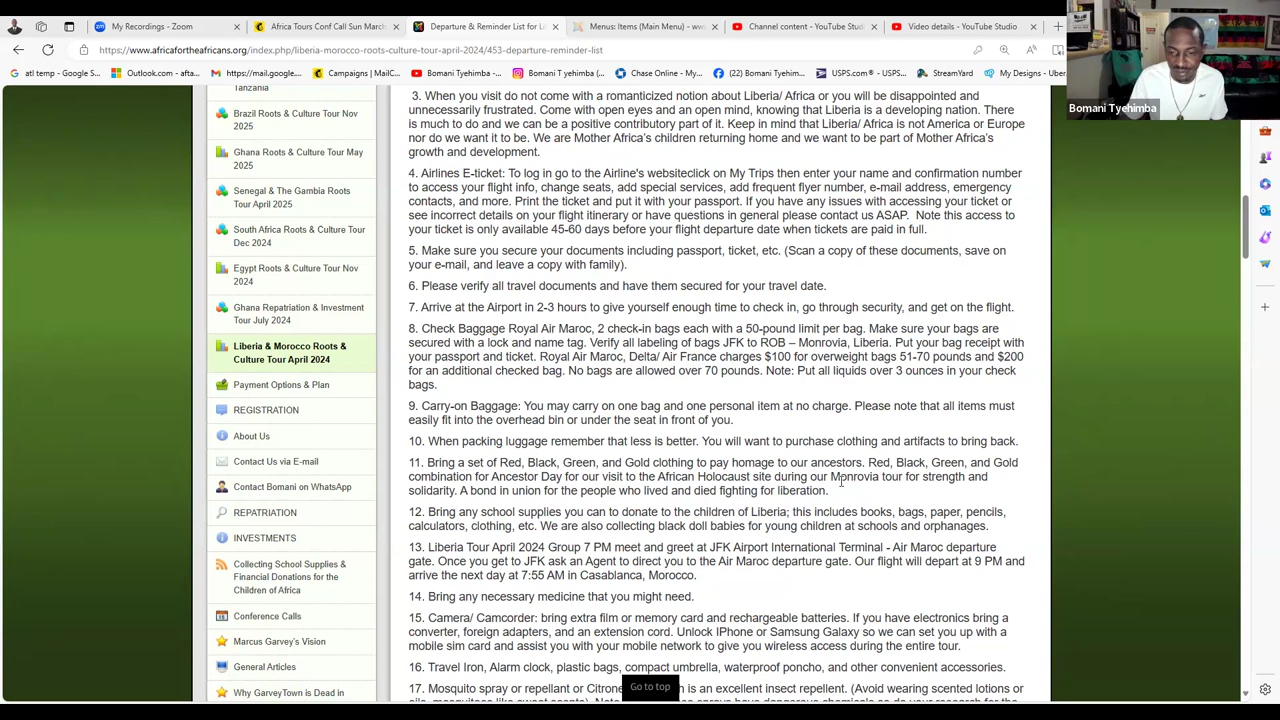 My Recordings - Zoom
Africa Tours Conf Call Sun March
Departure & Reminder List for Li
Menus: Items (Main Menu) - ww
Channel content - YouTube Studi
Video details - YouTube Studio
https://www.africafortheafricans.org/index.php/liberia-morocco-roots-culture-tour-april-2024/453-departure-reminder-list
atl temp - Google S...
Outlook.com - afta...
https://mail.google....
Campaigns | MailC...
Bomani Tyehimba -...
Bomani T yehimba (...
Chase Online - My...
(22) Bomani Tyehim...
USPS.com® - USPS...
StreamYard
My Designs - Uber
Bomani Tyehimba
Tanzania
Brazil Roots & Culture Tour Nov
2025
Ghana Roots & Culture Tour May
2025
Senegal & The Gambia Roots
Tour April 2025
South Africa Roots & Culture Tour
Dec 2024
Egypt Roots & Culture Tour Nov
2024
Ghana Repatriation & Investment
Tour July 2024
Liberia & Morocco Roots &
Culture Tour April 2024
Payment Options & Plan
REGISTRATION
About Us
Contact Us via E-mail
Contact Bomani on WhatsApp
REPATRIATION
INVESTMENTS
Collecting School Supplies &
Financial Donations for the
Children of Africa
Conference Calls
Marcus Garvey's Vision
General Articles
Why GarveyTown is Dead in
3. When you visit do not come with a romanticized notion about Liberia/ Africa or you will be disappointed and
unnecessarily frustrated. Come with open eyes and an open mind, knowing that Liberia is a developing nation. There
is much to do and we can be a positive contributory part of it. Keep in mind that Liberia/ Africa is not America or Europe
nor do we want it to be. We are Mother Africa's children returning home and we want to be part of Mother Africa's
growth and development.
4. Airlines E-ticket: To log in go to the Airline's websiteclick on My Trips then enter your name and confirmation number
to access your flight info, change seats, add special services, add frequent flyer number, e-mail address, emergency
contacts, and more. Print the ticket and put it with your passport. If you have any issues with accessing your ticket or
see incorrect details on your flight itinerary or have questions in general please contact us ASAP. Note this access to
your ticket is only available 45-60 days before your flight departure date when tickets are paid in full.
5. Make sure you secure your documents including passport, ticket, etc. (Scan a copy of these documents, save on
your e-mail, and leave a copy with family).
6. Please verify all travel documents and have them secured for your travel date.
7. Arrive at the Airport in 2-3 hours to give yourself enough time to check in, go through security, and get on the flight.
8. Check Baggage Royal Air Maroc, 2 check-in bags each with a 50-pound limit per bag. Make sure your bags are
secured with a lock and name tag. Verify all labeling of bags JFK to ROB – Monrovia, Liberia. Put your bag receipt with
your passport and ticket. Royal Air Maroc, Delta/ Air France charges $100 for overweight bags 51-70 pounds and $200
for an additional checked bag. No bags are allowed over 70 pounds. Note: Put all liquids over 3 ounces in your check
bags.
9. Carry-on Baggage: You may carry on one bag and one personal item at no charge. Please note that all items must
easily fit into the overhead bin or under the seat in front of you.
10. When packing luggage remember that less is better. You will want to purchase clothing and artifacts to bring back.
11. Bring a set of Red, Black, Green, and Gold clothing to pay homage to our ancestors. Red, Black, Green, and Gold
combination for Ancestor Day for our visit to the African Holocaust site during our Monrovia tour for strength and
solidarity. A bond in union for the people who lived and died fighting for liberation.
12. Bring any school supplies you can to donate to the children of Liberia; this includes books, bags, paper, pencils,
calculators, clothing, etc. We are also collecting black doll babies for young children at schools and orphanages.
13. Liberia Tour April 2024 Group 7 PM meet and greet at JFK Airport International Terminal - Air Maroc departure
gate. Once you get to JFK ask an Agent to direct you to the Air Maroc departure gate. Our flight will depart at 9 PM and
arrive the next day at 7:55 AM in Casablanca, Morocco.
14. Bring any necessary medicine that you might need.
15. Camera/ Camcorder: bring extra film or memory card and rechargeable batteries. If you have electronics bring a
converter, foreign adapters, and an extension cord. Unlock IPhone or Samsung Galaxy so we can set you up with a
mobile sim card and assist you with your mobile network to give you wireless access during the entire tour.
16. Travel Iron, Alarm clock, plastic bags, compact umbrella, waterproof poncho, and other convenient accessories.
17. Mosquito spray or repellant or Citrone is an excellent insect repellent. (Avoid wearing scented lotions or
Go to top